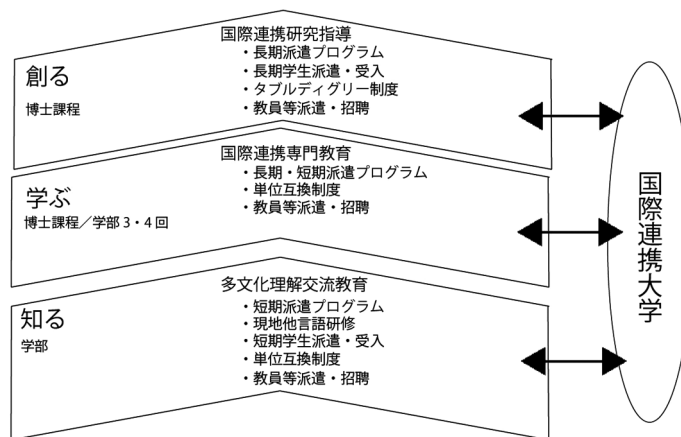 国際連携研究指導
・長期派遣プログラム
・長期学生派遣・受入
・タブルディグリー制度
・教員等派遣・招聘
創る
博士課程
国際連携専門教育
・長期・短期派遣プログラム
・単位互換制度
・教員等派遣・招聘
学ぶ
博士課程／学部3・4回
多文化理解交流教育
・短期派遣プログラム
・現地他言語研修
・短期学生派遣・受入
・単位互換制度
・教員等派遣・招聘
知る
学部
国際連携大学